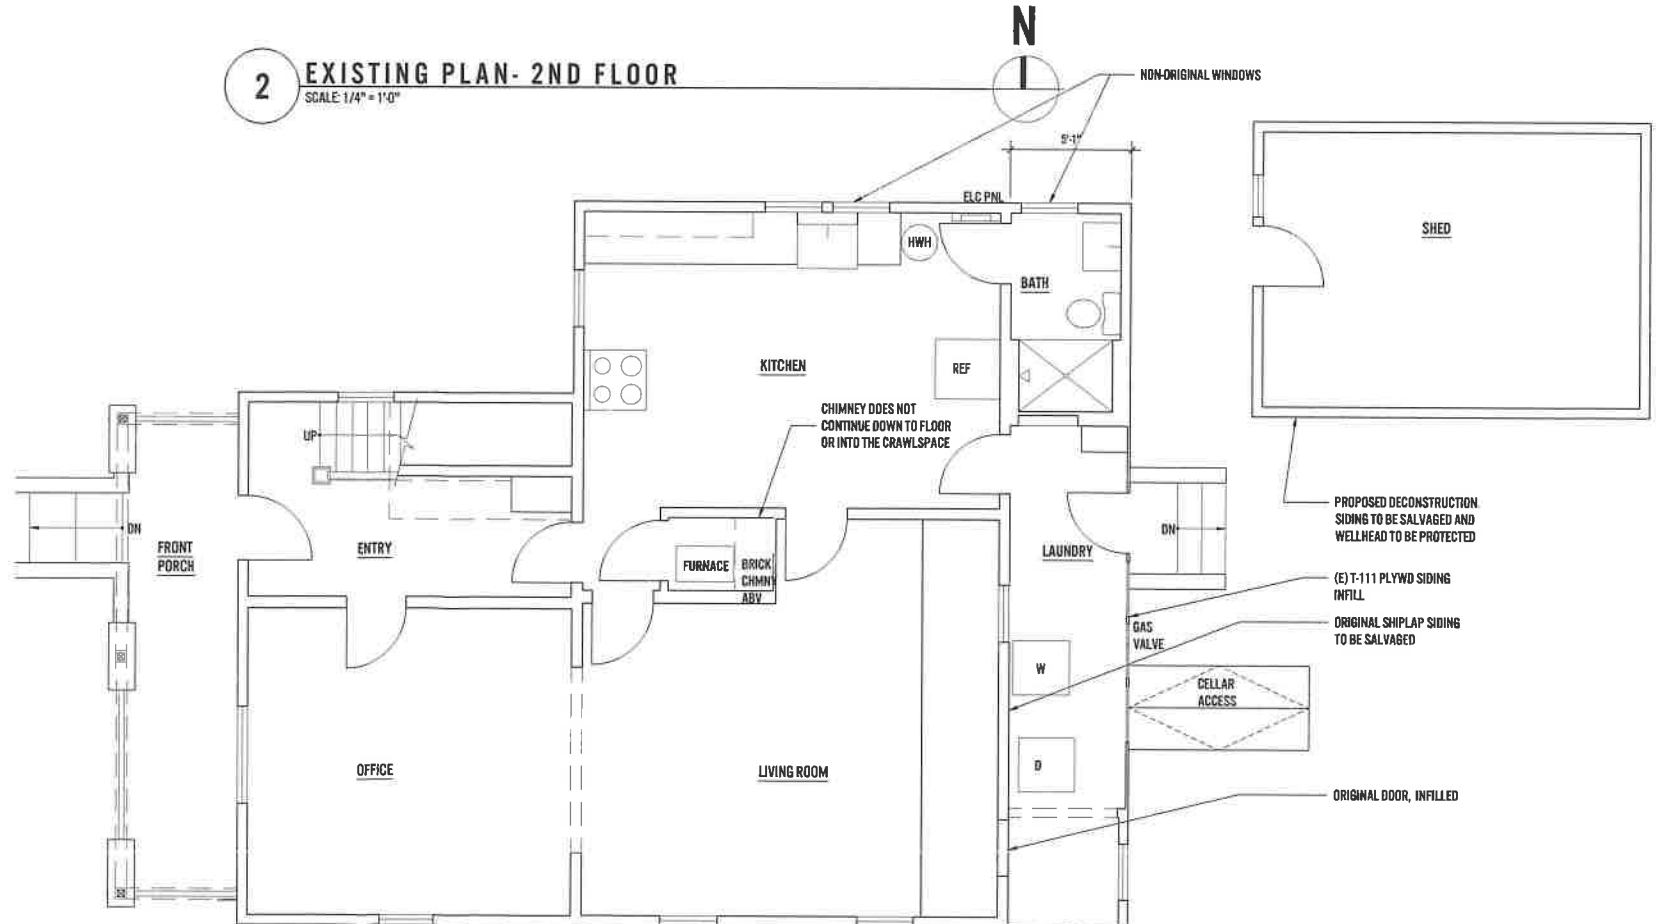 N
2
EXISTING PLAN- 2ND FLOOR
SCALE: 1/4" = 1'-0"
NON-ORIGINAL WINDOWS
5'-1"
ELC PNL
HWH
BATH
SHED
KITCHEN
REF
CHIMNEY DOES NOT
CONTINUE DOWN TO FLOOR
OR INTO THE CRAWLSPACE
UP
DN
FRONT
PORCH
ENTRY
FURNACE
BRICK
CHMNY
ABV
LAUNDRY
DN
PROPOSED DECONSTRUCTION.
SIDING TO BE SALVAGED AND
WELLHEAD TO BE PROTECTED
(E) T-111 PLYWD SIDING
INFILL
ORIGINAL SHIPLAP SIDING
TO BE SALVAGED
GAS
VALVE
W
CELLAR
ACCESS
D
OFFICE
LIVING ROOM
ORIGINAL DOOR, INFILLED